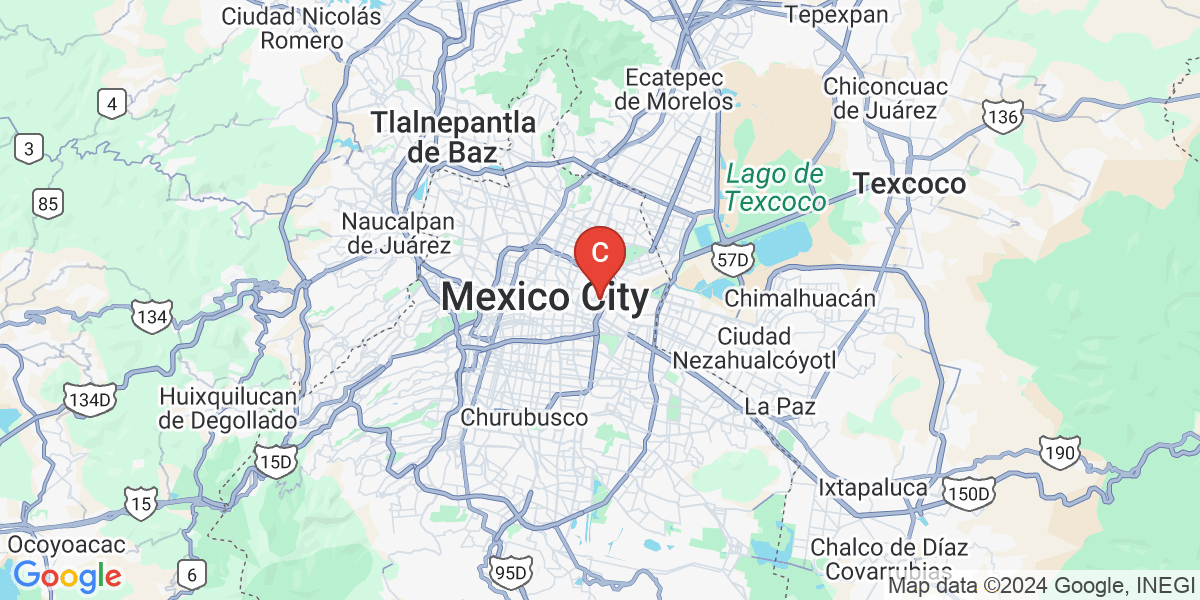 Ciudad Nicolás
Romero
Tepexpan
Ecatepec
de Morelos
Chiconcuac
de Juárez
4
136
Tlalnepantla
de Baz
3
Lago de
Texcoco
Texcoco
85
Naucalpan
de Juárez
C
57D
Mexico City
Chimalhuacán
134
Ciudad
Nezahualcóyotl
134D
Huixquilucan
de Degollado
La Paz
Churubusco
15D
190
Ixtapaluca
150D
15
Ocoyoacac
Chalco de Díaz
Covarrubias
6
95D
Google
Map data ©2024 Google, INEGI